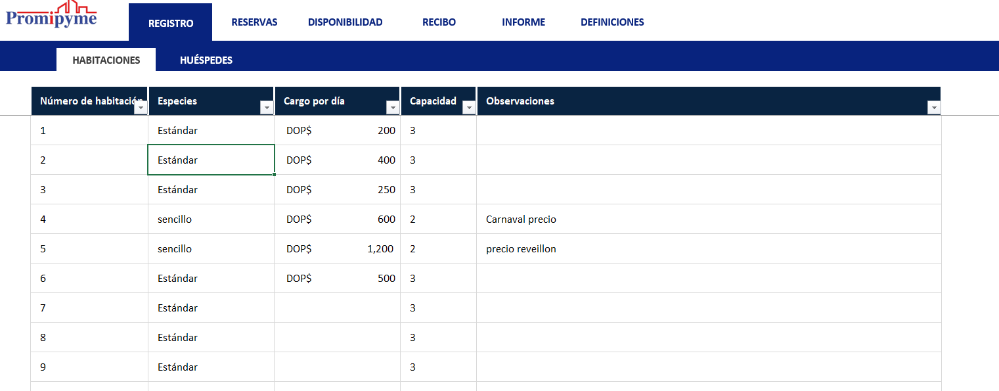 Promipyme
REGISTRO RESERVAS DISPONIBILIDAD RECIBO INFORME DEFINICIONES
HABITACIONES HUÉSPEDES
Número de habitación Especies Cargo por día Capacidad Observaciones
1 Estándar DOP$ 200 3
2 Estándar DOP$ 400 3
3 Estándar DOP$ 250 3
4 sencillo DOP$ 600 2 Carnaval precio
5 sencillo DOP$ 1,200 2 precio reveillon
6 Estándar DOP$ 500 3
7 Estándar 3
8 Estándar 3
9 Estándar 3